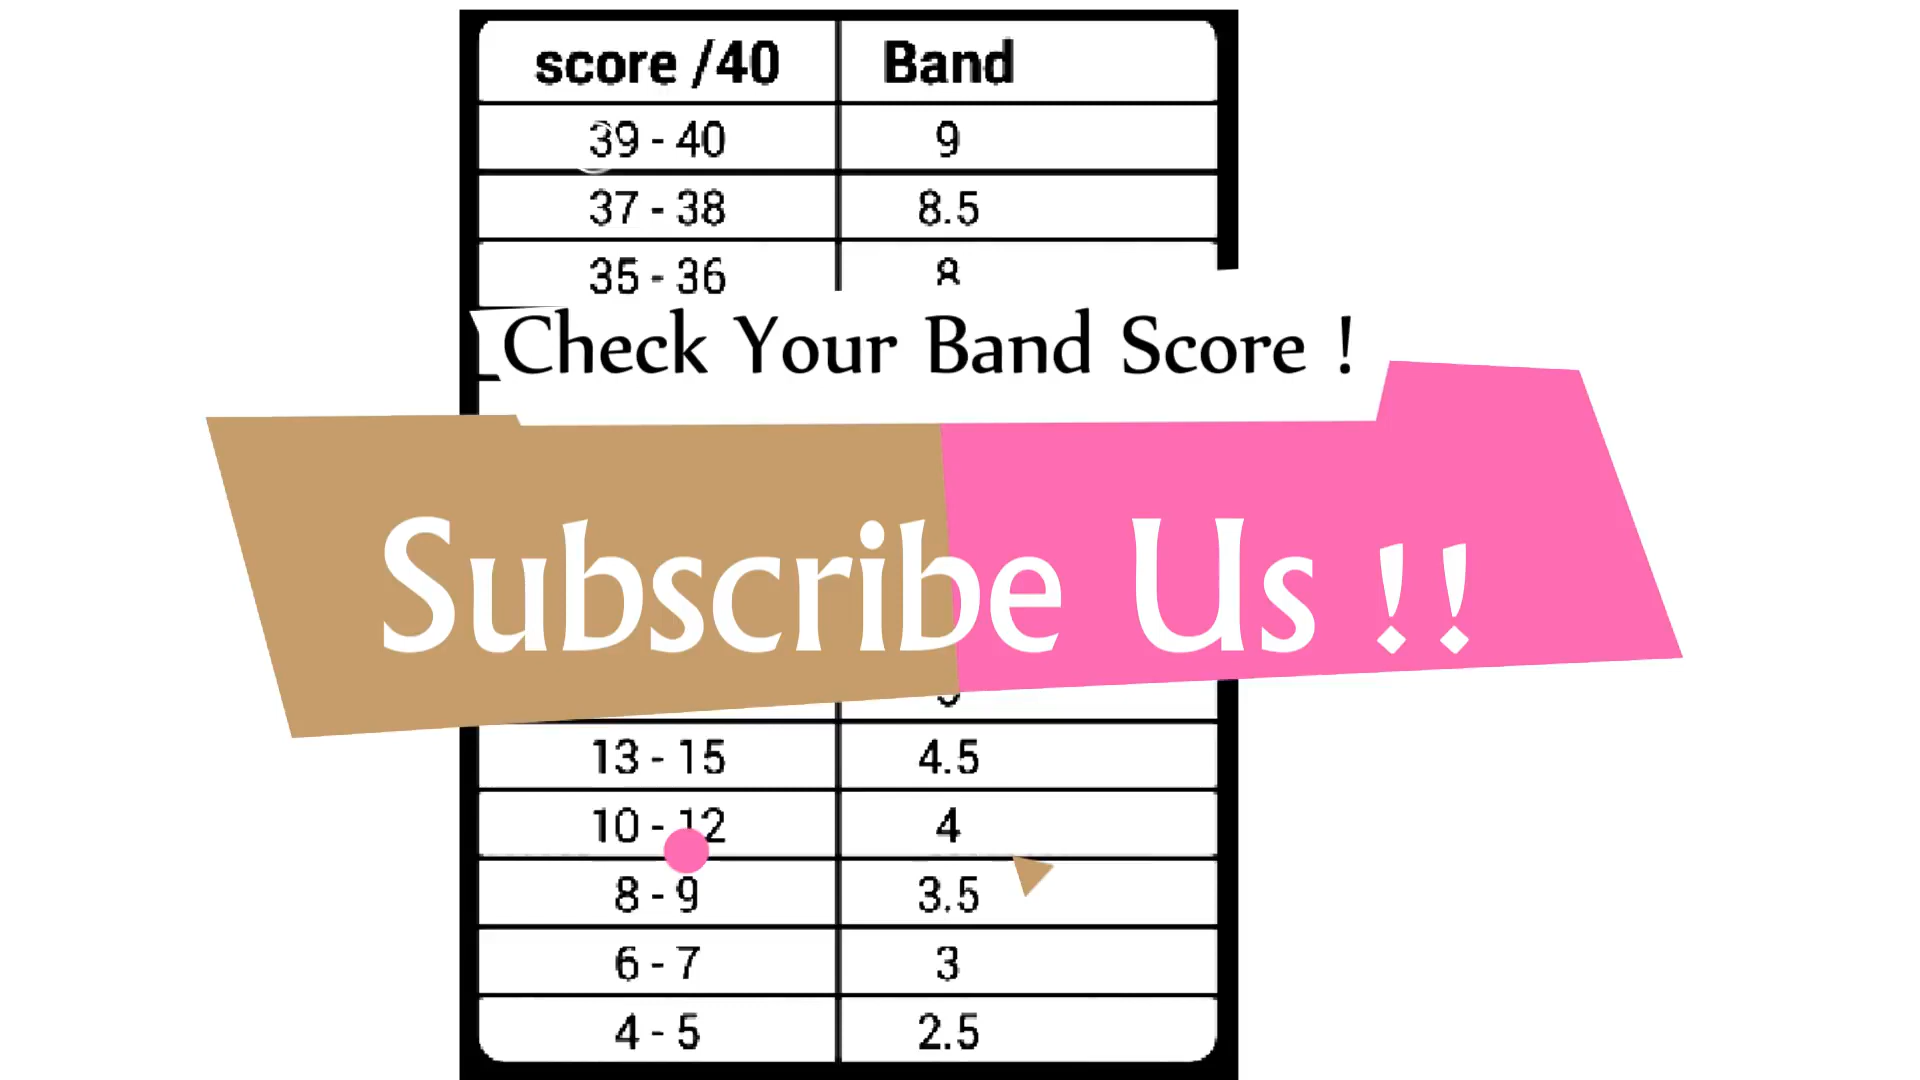 score /40 Band
39 - 40 9
37 - 38 8.5
35 - 36 8
Check Your Band Score !
Subscribe Us !!
13 - 15 4.5
10 - 12 4
8 - 9 3.5
6 - 7 3
4 - 5 2.5